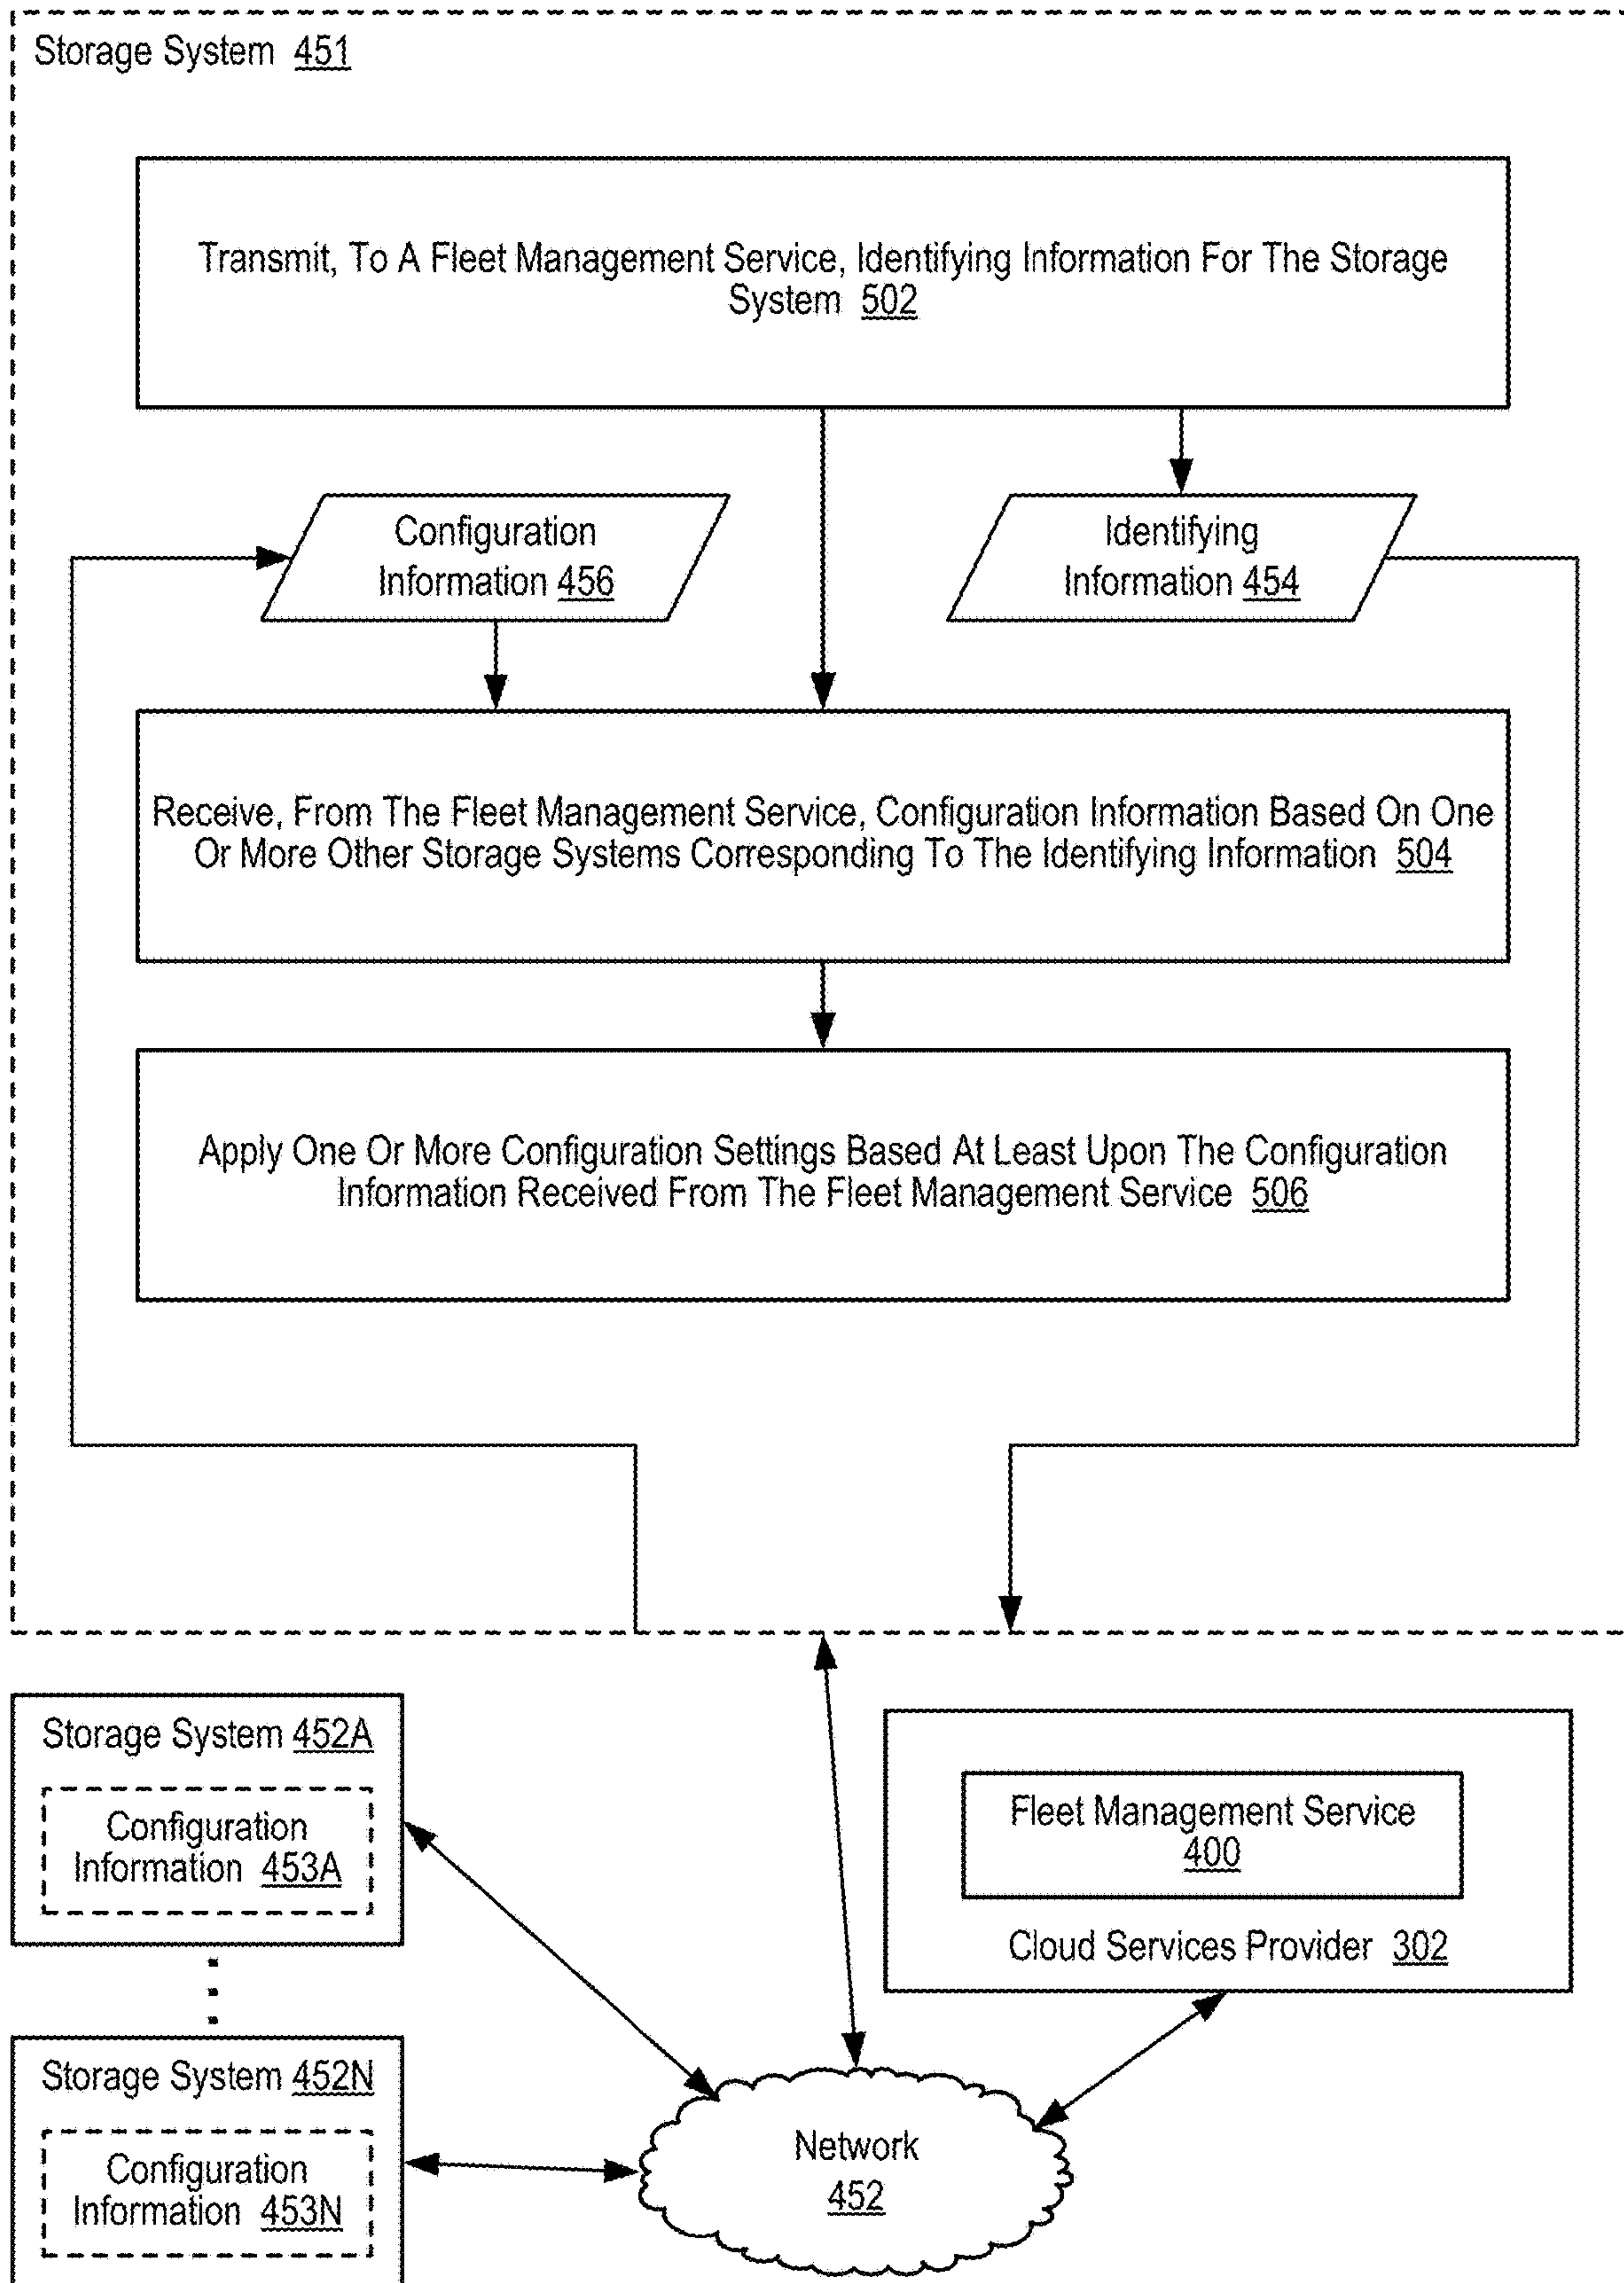 Storage System 451
Transmit, To A Fleet Management Service, Identifying Information For The Storage
System 502
Configuration
Information 456
Identifying
Information 454
Receive, From The Fleet Management Service, Configuration Information Based On One
Or More Other Storage Systems Corresponding To The Identifying Information 504
Apply One Or More Configuration Settings Based At Least Upon The Configuration
Information Received From The Fleet Management Service 506
Storage System 452A
Configuration
Information 453A
Fleet Management Service
400
Cloud Services Provider 302
Storage System 452N
Configuration
Information 453N
Network
452